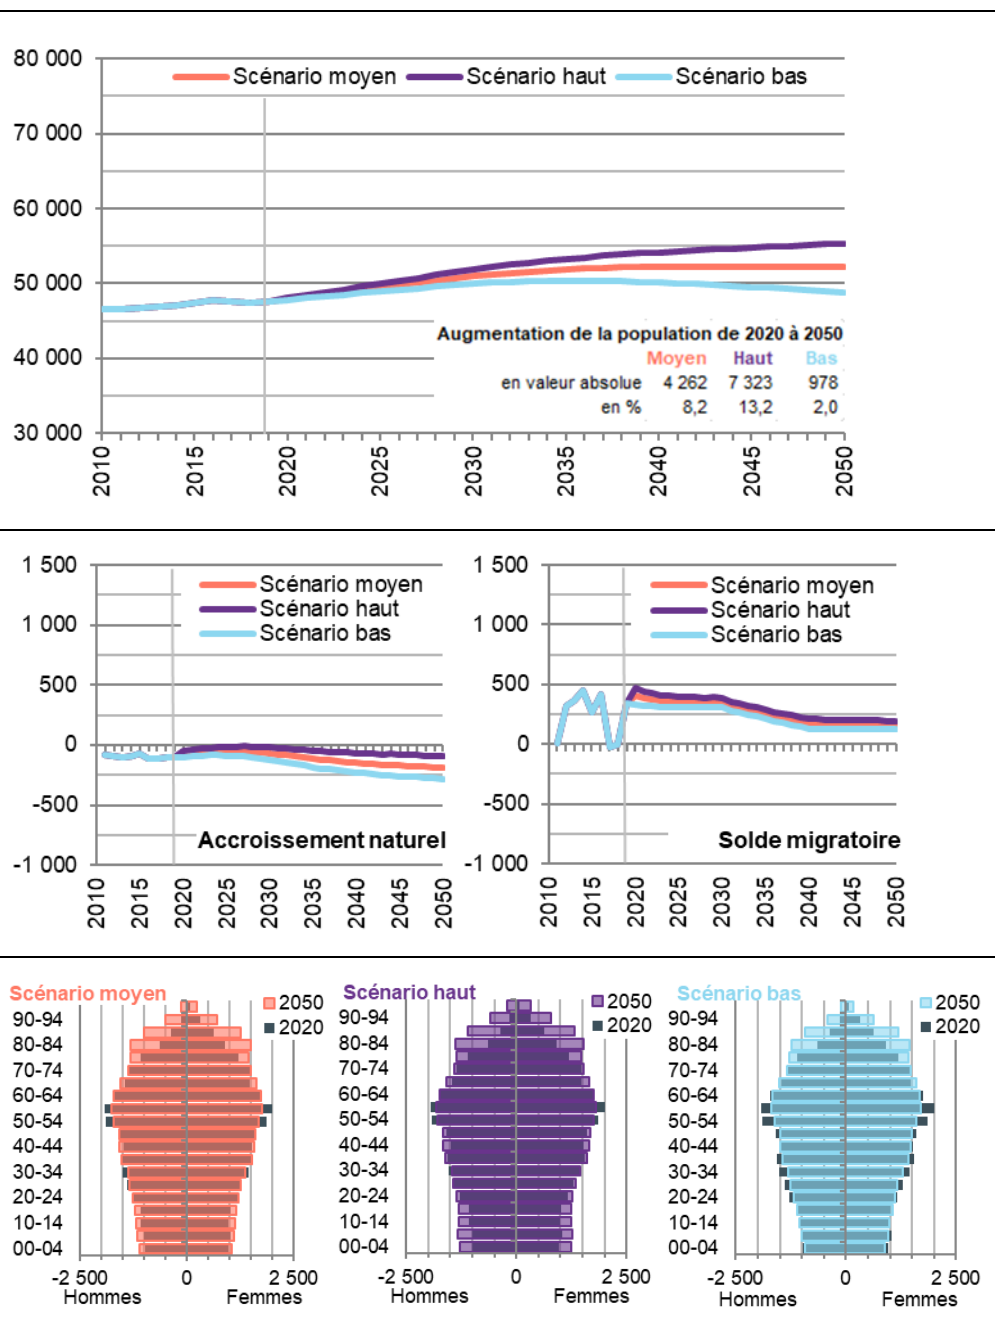 80 000
Scénario moyen Scénario haut Scénario bas
70 000
60 000
50 000
Augmentation de la population de 2020 à 2050
Moyen Haut Bas
40 000
en valeur absolue 4 262 7 323 978
en % 8,2 13,2 2,0
30 000
2010 2015 2020 2025 2030 2035 2040 2045 2050
1 500
Scénario moyen
Scénario haut
1 000
Scénario bas
500
0
-500
Accroissement naturel
-1 000
2010 2015 2020 2025 2030 2035 2040 2045 2050
1 500
Scénario moyen
Scénario haut
1 000
Scénario bas
500
0
-500
Solde migratoire
-1 000
2010 2015 2020 2025 2030 2035 2040 2045 2050
Scénario moyen
2050
90-94
2020
80-84
70-74
60-64
50-54
40-44
30-34
20-24
10-14
00-04
-2 500 0 2 500
Hommes Femmes
Scénario haut
2050
90-94
2020
80-84
70-74
60-64
50-54
40-44
30-34
20-24
10-14
00-04
-2 500 0 2 500
Hommes Femmes
Scénario bas
2050
90-94
2020
80-84
70-74
60-64
50-54
40-44
30-34
20-24
10-14
00-04
-2 500 0 2 500
Hommes Femmes